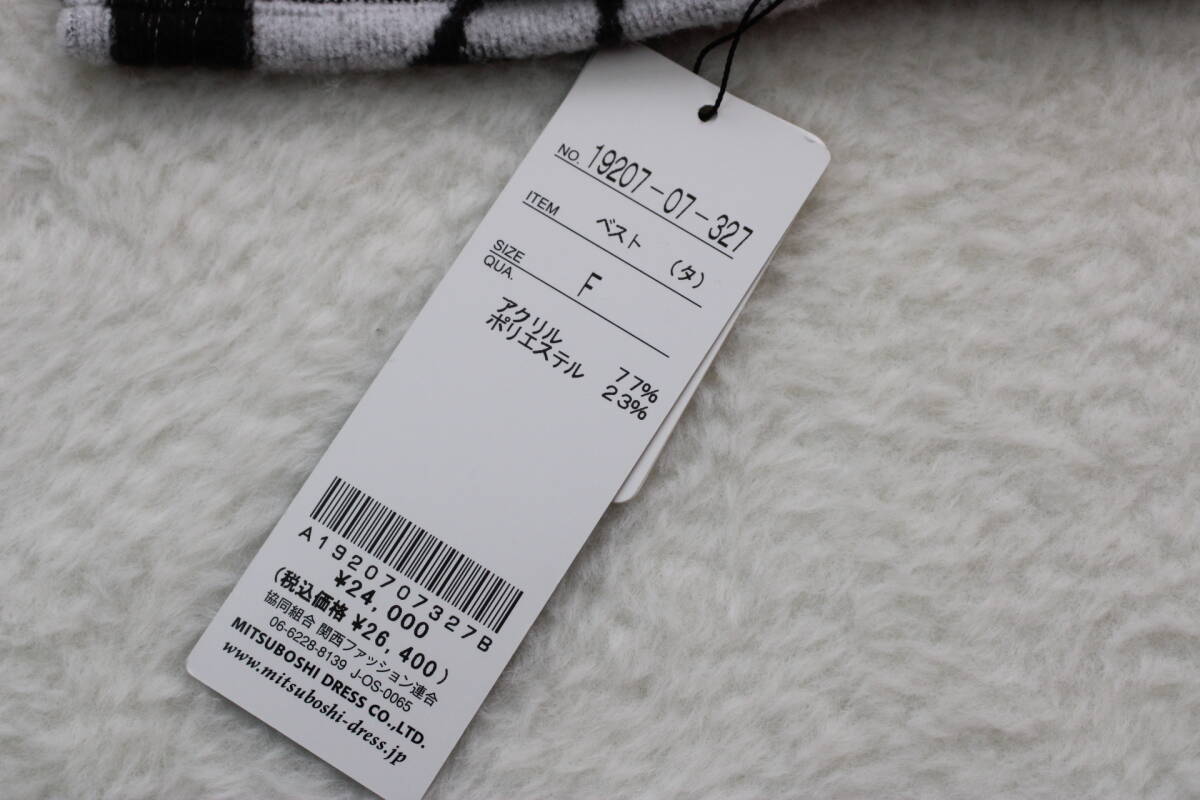 NO. 19207-07-327
ITEM ベスト (タ)
SIZE F
QUA.
アクリル 77%
ポリエステル 23%
A1920707327B
¥24,000
(税込価格 ¥26,400)
協同組合 関西ファッション連合
06-6228-8139 J-OS-0065
MITSUBOSHI DRESS CO.,LTD.
www.mitsuboshi-dress.jp